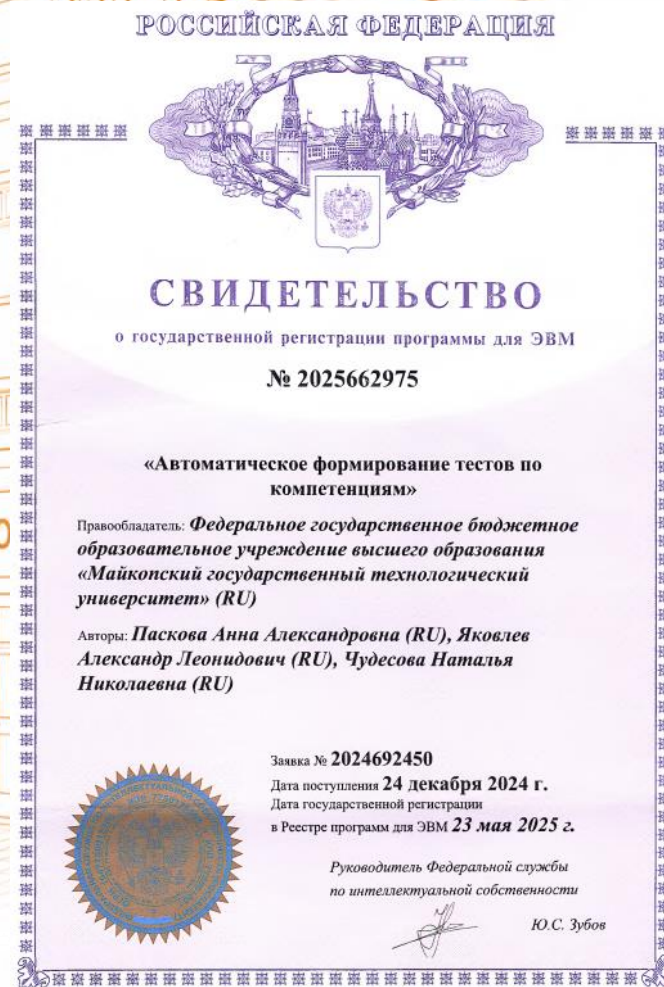 РОССИЙСКАЯ ФЕДЕРАЦИЯ
СВИДЕТЕЛЬСТВО
о государственной регистрации программы для ЭВМ
№ 2025662975
«Автоматическое формирование тестов по
компетенциям»
Правообладатель: Федеральное государственное бюджетное
образовательное учреждение высшего образования
«Майкопский государственный технологический
университет» (RU)
Авторы: Паскова Анна Александровна (RU), Яковлев
Александр Леонидович (RU), Чудесова Наталья
Николаевна (RU)
Заявка № 2024692450
Дата поступления 24 декабря 2024 г.
Дата государственной регистрации
в Реестре программ для ЭВМ 23 мая 2025 г.
Руководитель Федеральной службы
по интеллектуальной собственности
Ю.С. Зубов